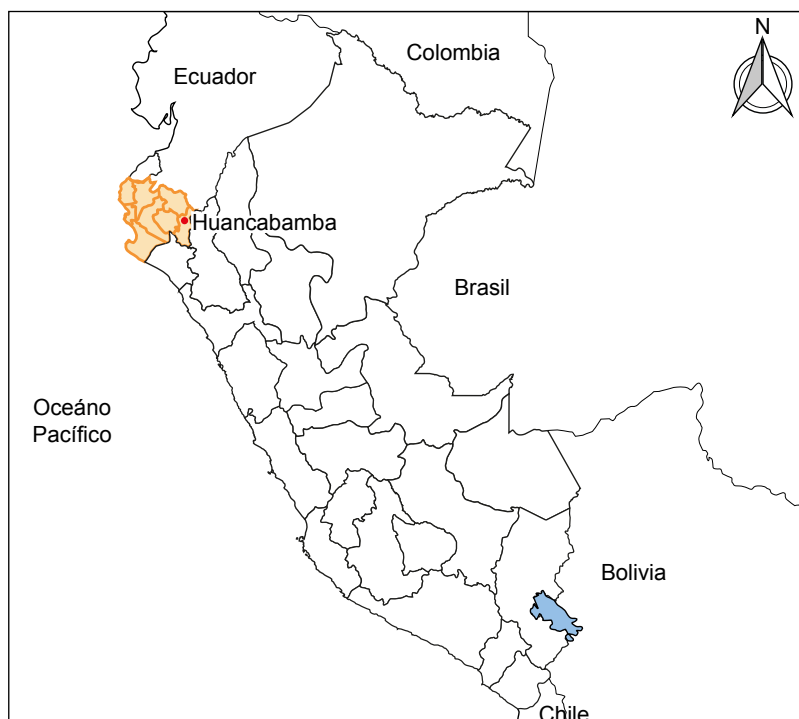 N
Colombia
Ecuador
Huancabamba
Brasil
Oceáno
Pacífico
Bolivia
Chile